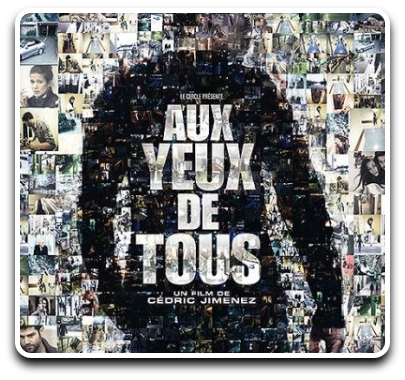 LE CERCLE PRÉSENTE
AUX
YEUX
DE
TOUS
UN FILM DE
CÉDRIC JIMENEZ